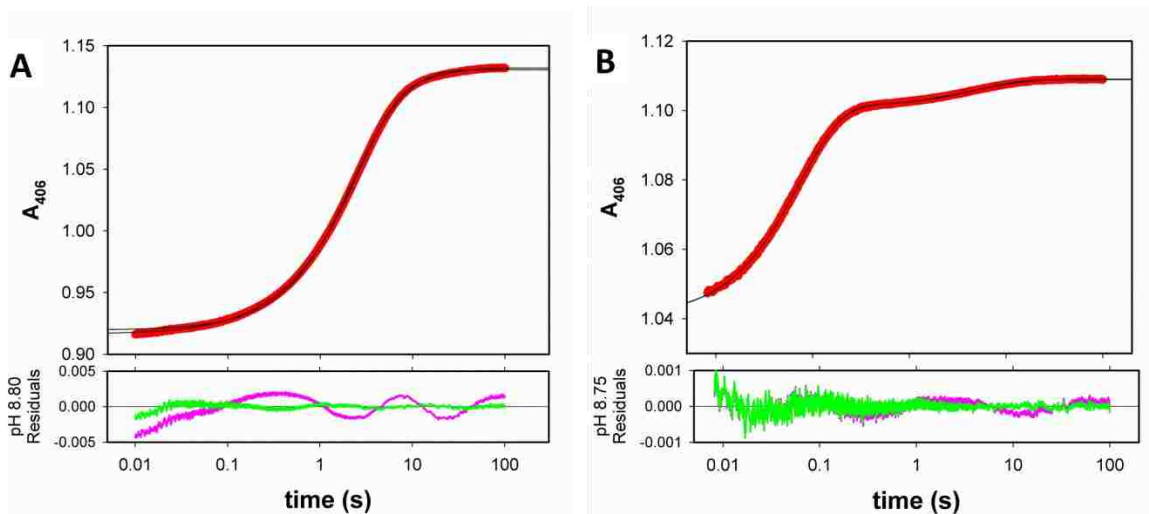 A
1.15
1.10
1.05
1.00
0.95
0.90
A406
0.005
0.000
-0.005
pH 8.80
Residuals
0.01 0.1 1 10 100
time (s)
B
1.12
1.10
1.08
1.06
1.04
A406
0.001
0.000
-0.001
pH 8.75
Residuals
0.01 0.1 1 10 100
time (s)